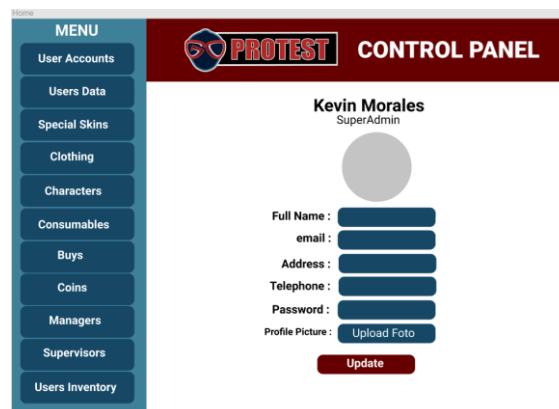 Home
MENU
User Accounts
Users Data
Special Skins
Clothing
Characters
Consumables
Buys
Coins
Managers
Supervisors
Users Inventory
PROTEST
CONTROL PANEL
Kevin Morales
SuperAdmin
Full Name :
email :
Address :
Telephone :
Password :
Profile Picture : Upload Foto
Update